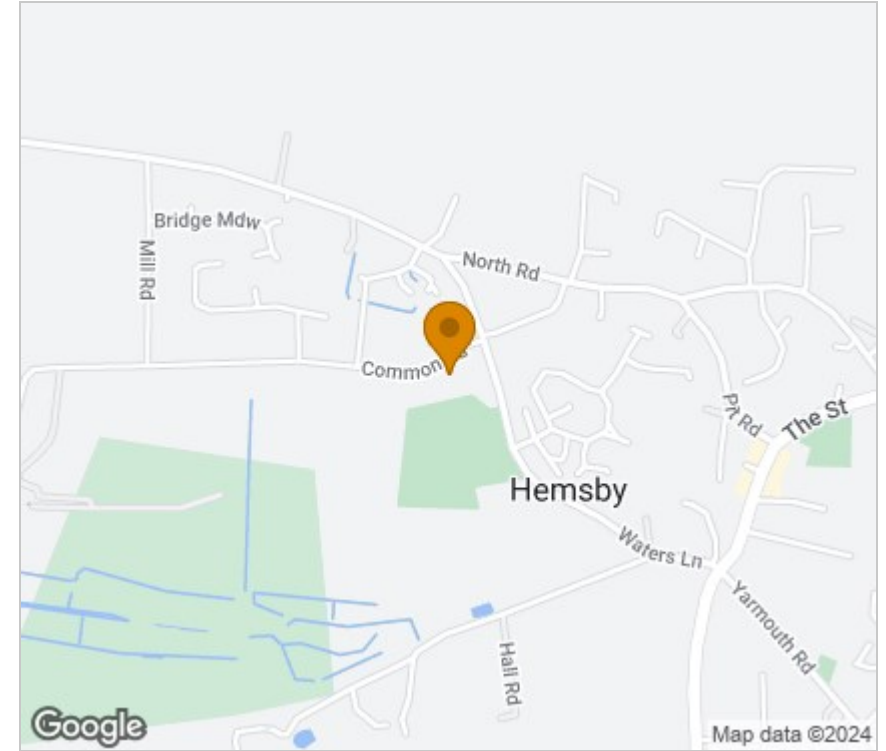 Bridge Mdw
Mill Rd
North Rd
Common
Pit Rd
The St
Hemsby
Waters Ln
Yarmouth Rd
Hall Rd
Google
Map data ©2024